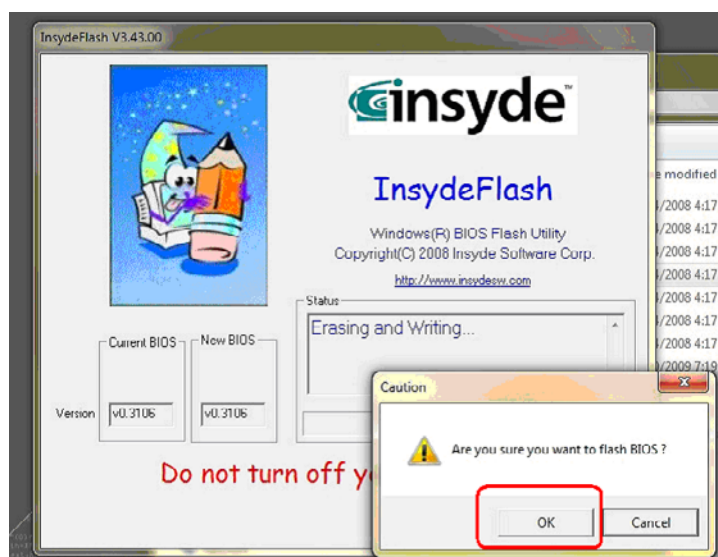 InsydeFlash V3.43.00
insyde™
InsydeFlash
Windows(R) BIOS Flash Utility
Copyright(C) 2008 Insyde Software Corp.
http://www.insydesw.com
Status
Erasing and Writing...
Current BIOS
New BIOS
Version
v0.3106
v0.3106
Do not turn off y
e modified
/2008 4:17
/2008 4:17
/2008 4:17
/2008 4:17
/2008 4:17
/2008 4:17
/2008 4:17
/2009 7:19
Caution
Are you sure you want to flash BIOS ?
OK
Cancel